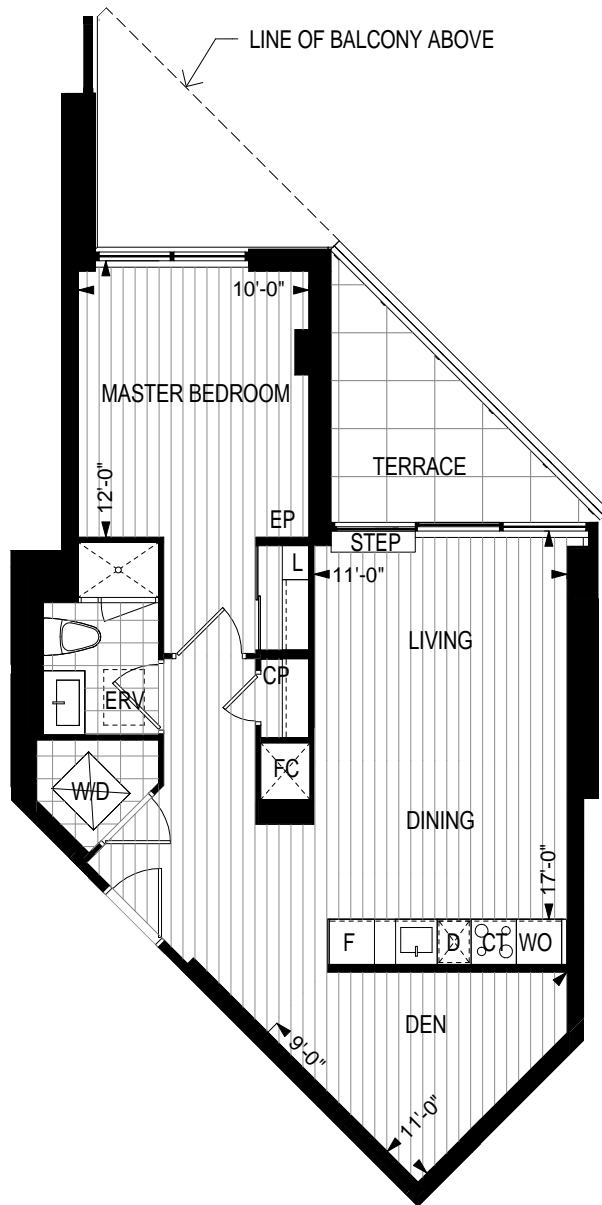 LINE OF BALCONY ABOVE
10'-0"
MASTER BEDROOM
12'-0"
TERRACE
EP
STEP
L
11'-0"
LIVING
CP
ERV
FC
W/D
DINING
17'-0"
F
D
CT
WO
DEN
9'-0"
11'-0"